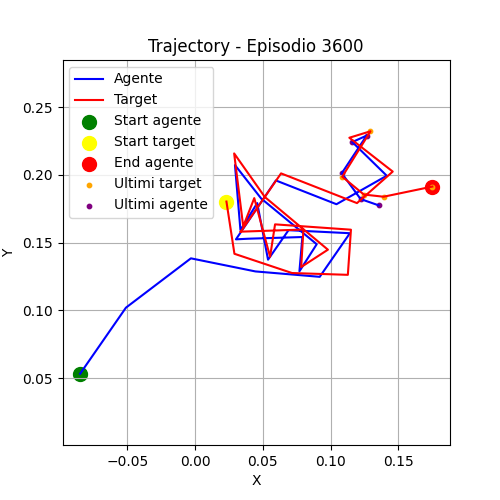 Trajectory - Episodio 3600
Agente
Target
Start agente
Start target
End agente
Ultimi target
Ultimi agente
Y
0.25
0.20
0.15
0.10
0.05
−0.05
0.00
0.05
0.10
0.15
X